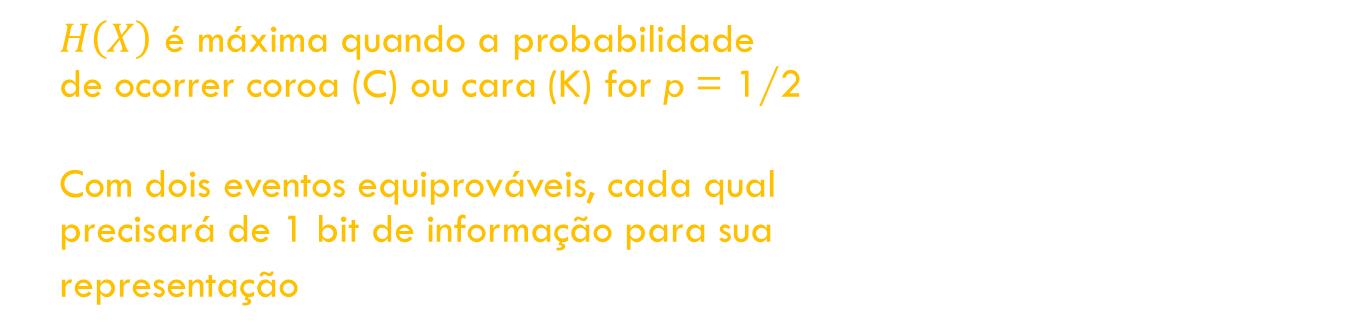 H(X) é máxima quando a probabilidade
de ocorrer coroa (C) ou cara (K) for p = 1/2
Com dois eventos equiprováveis, cada qual
precisará de 1 bit de informação para sua
representação